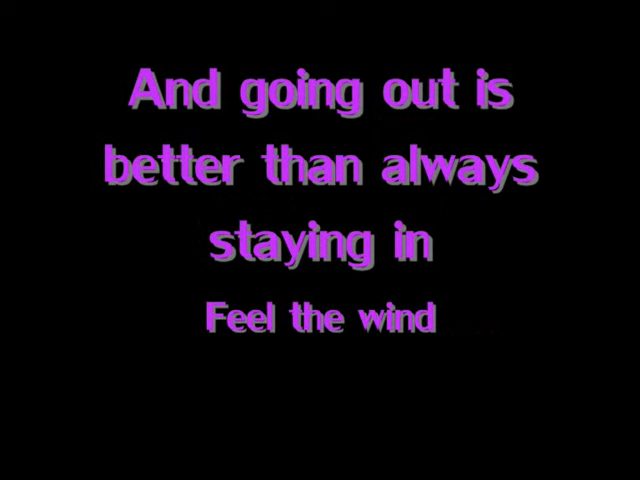 And going out is
better than always
staying in
Feel the wind